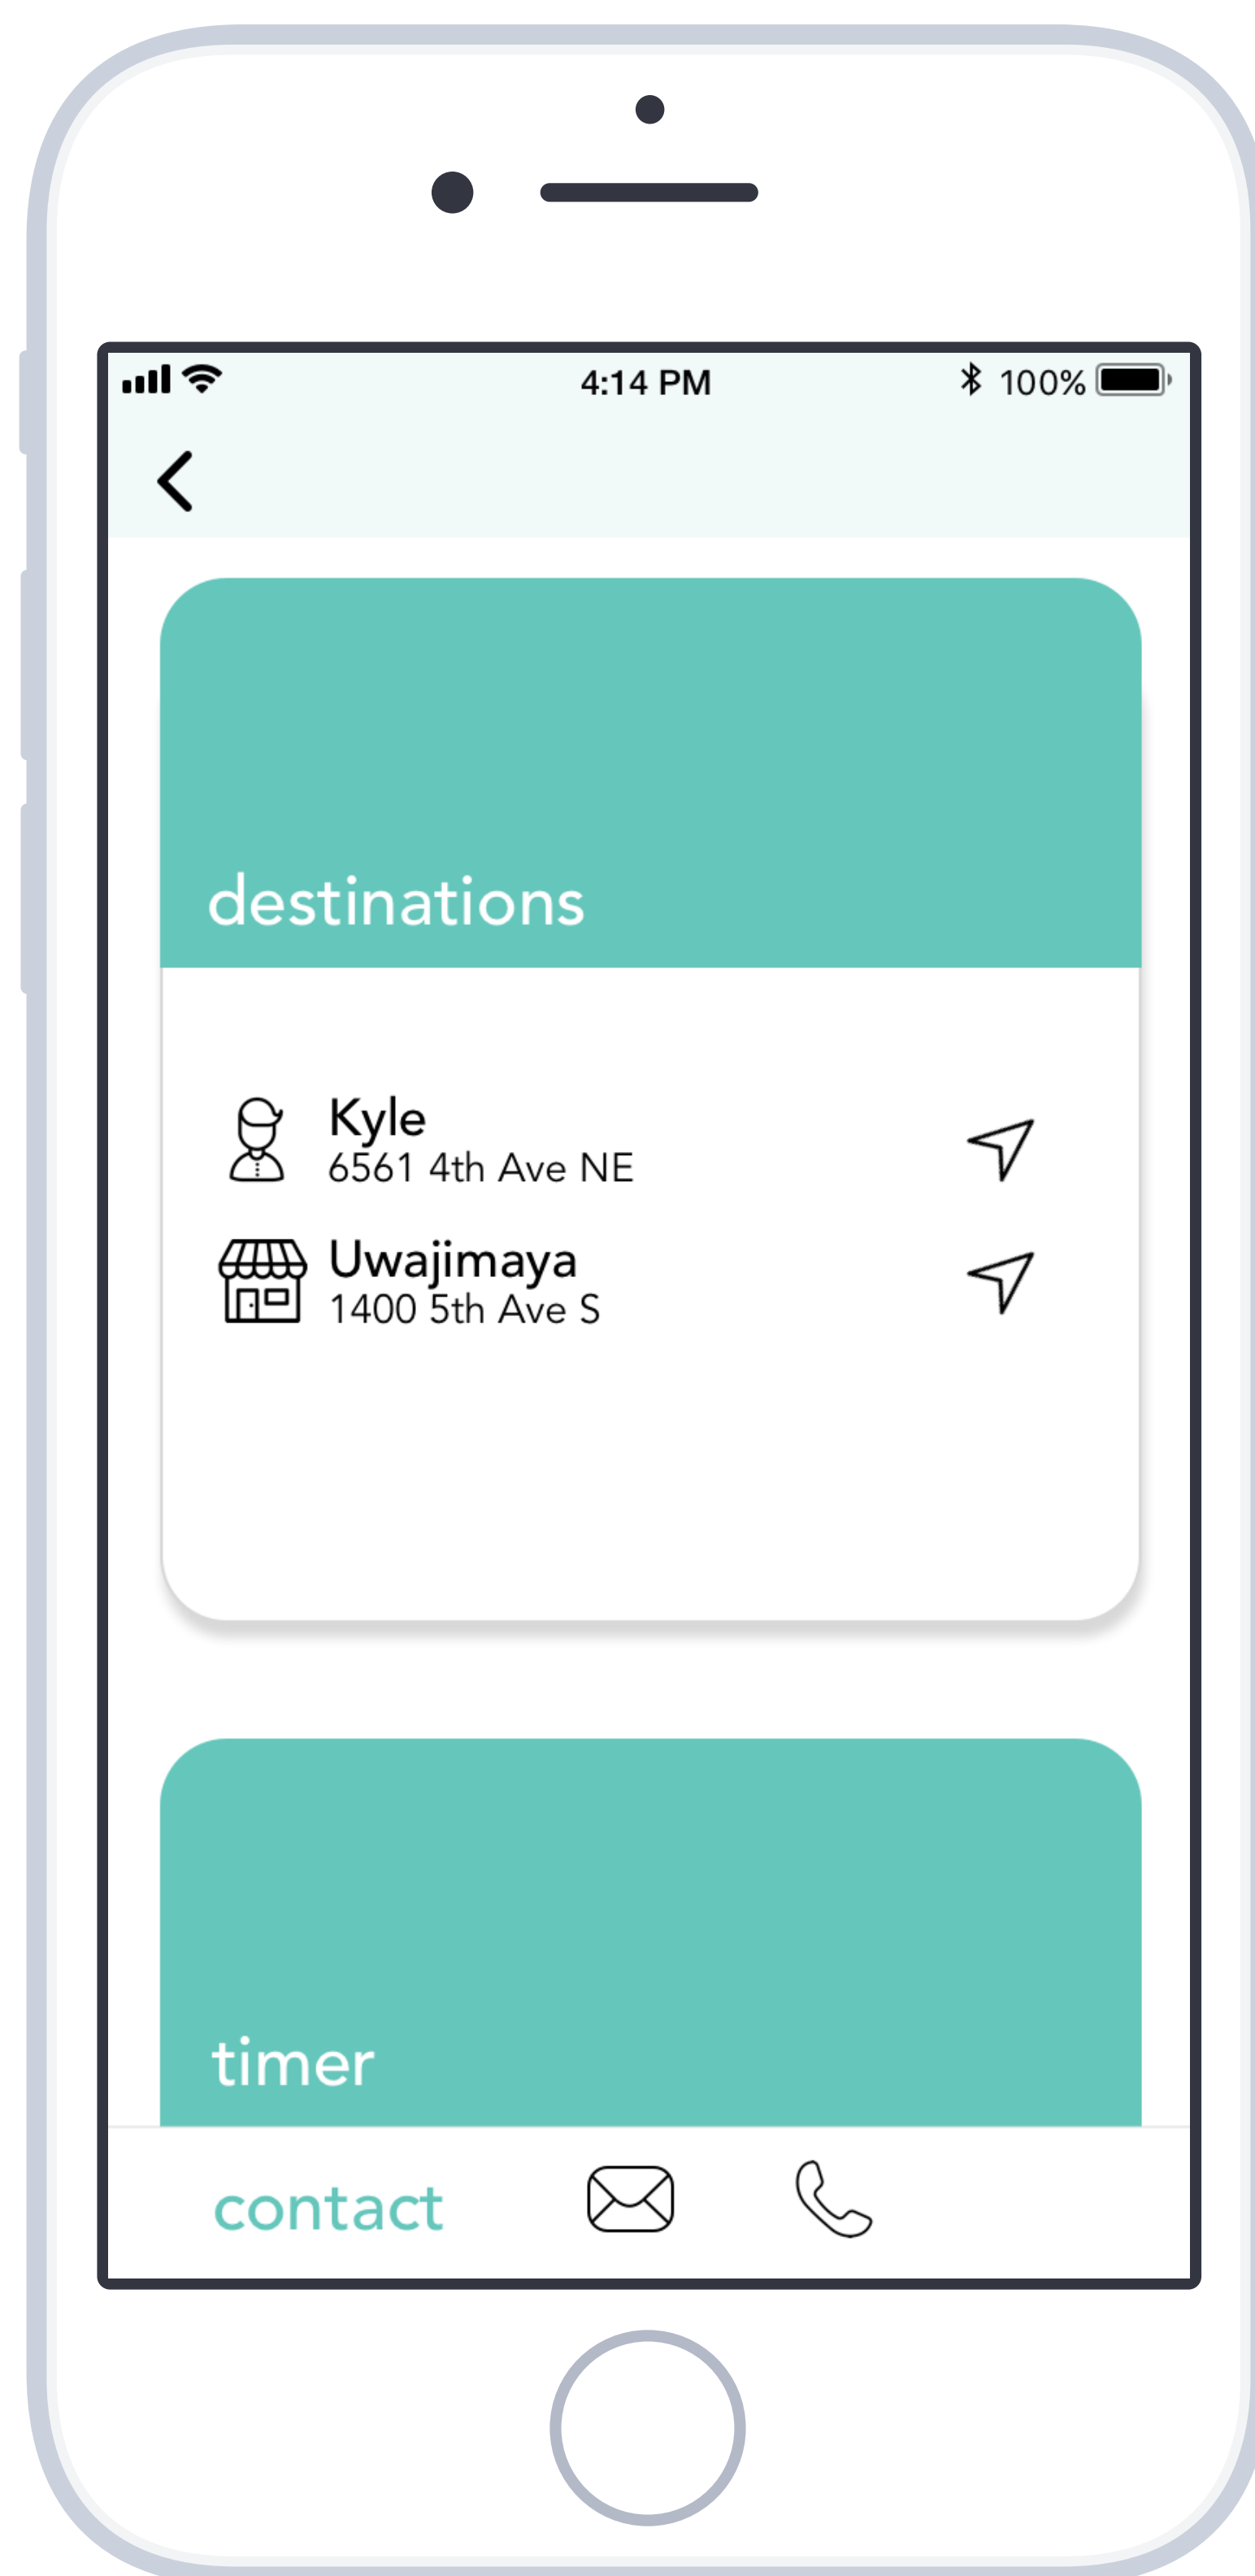 4:14 PM
100%
destinations
Kyle
6561 4th Ave NE
Uwajimaya
1400 5th Ave S
timer
contact